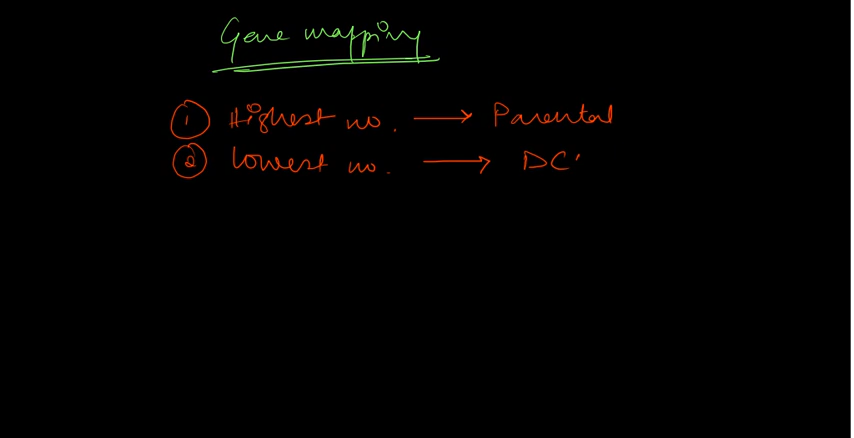 Gene mapping
① Highest no. → Parental
② Lowest no. → DC